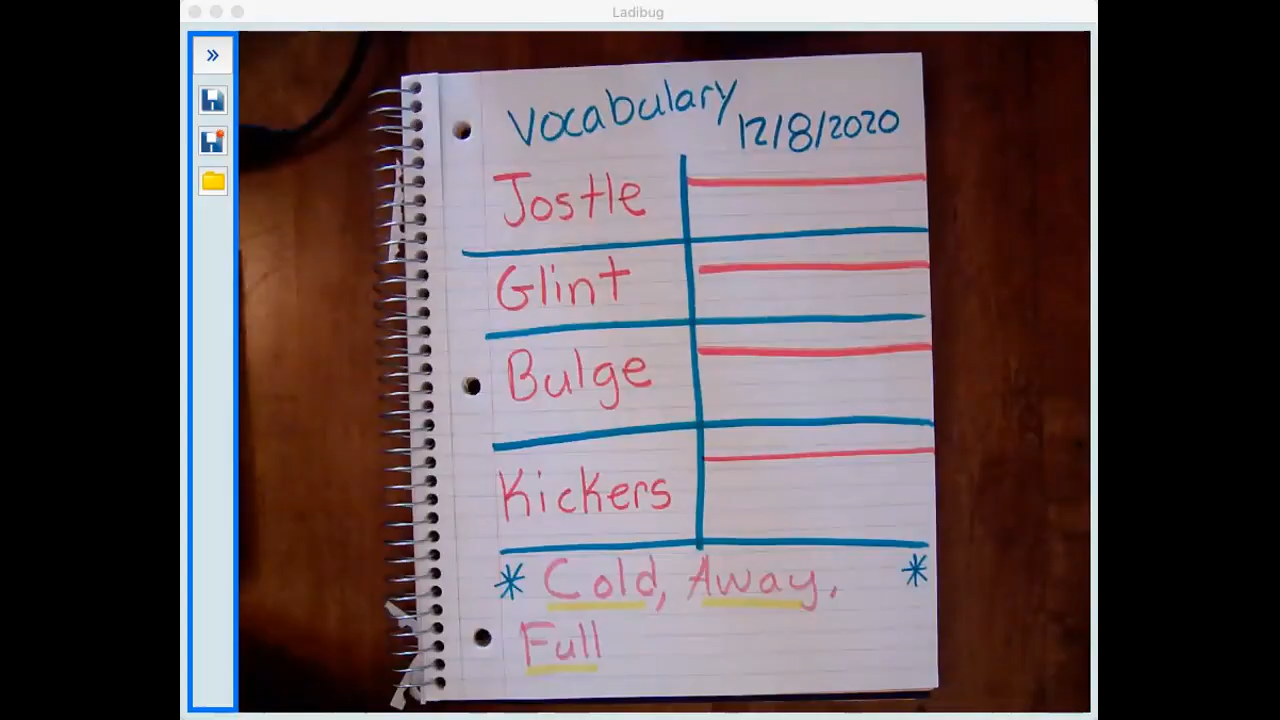 Ladibug
Vocabulary
12/8/2020
Jostle
Glint
Bulge
Kickers
* Cold, Away, *
Full